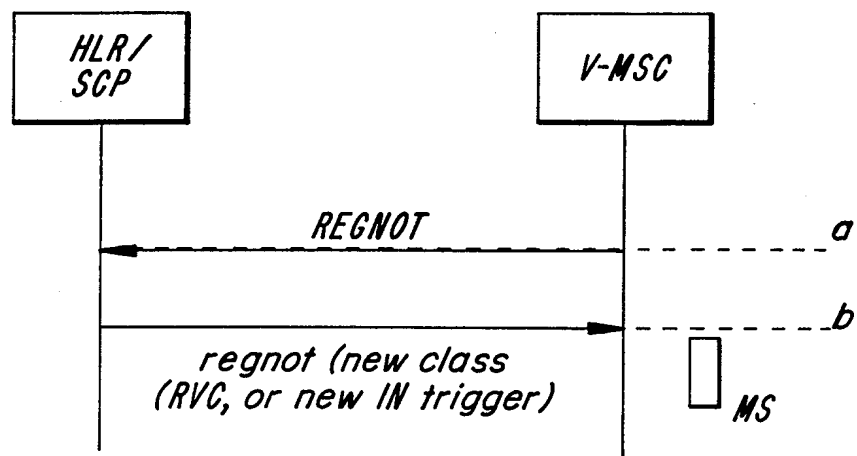 HLR/
SCP
V-MSC
REGNOT
a
b
regnot (new class
(RVC, or new IN trigger)
MS